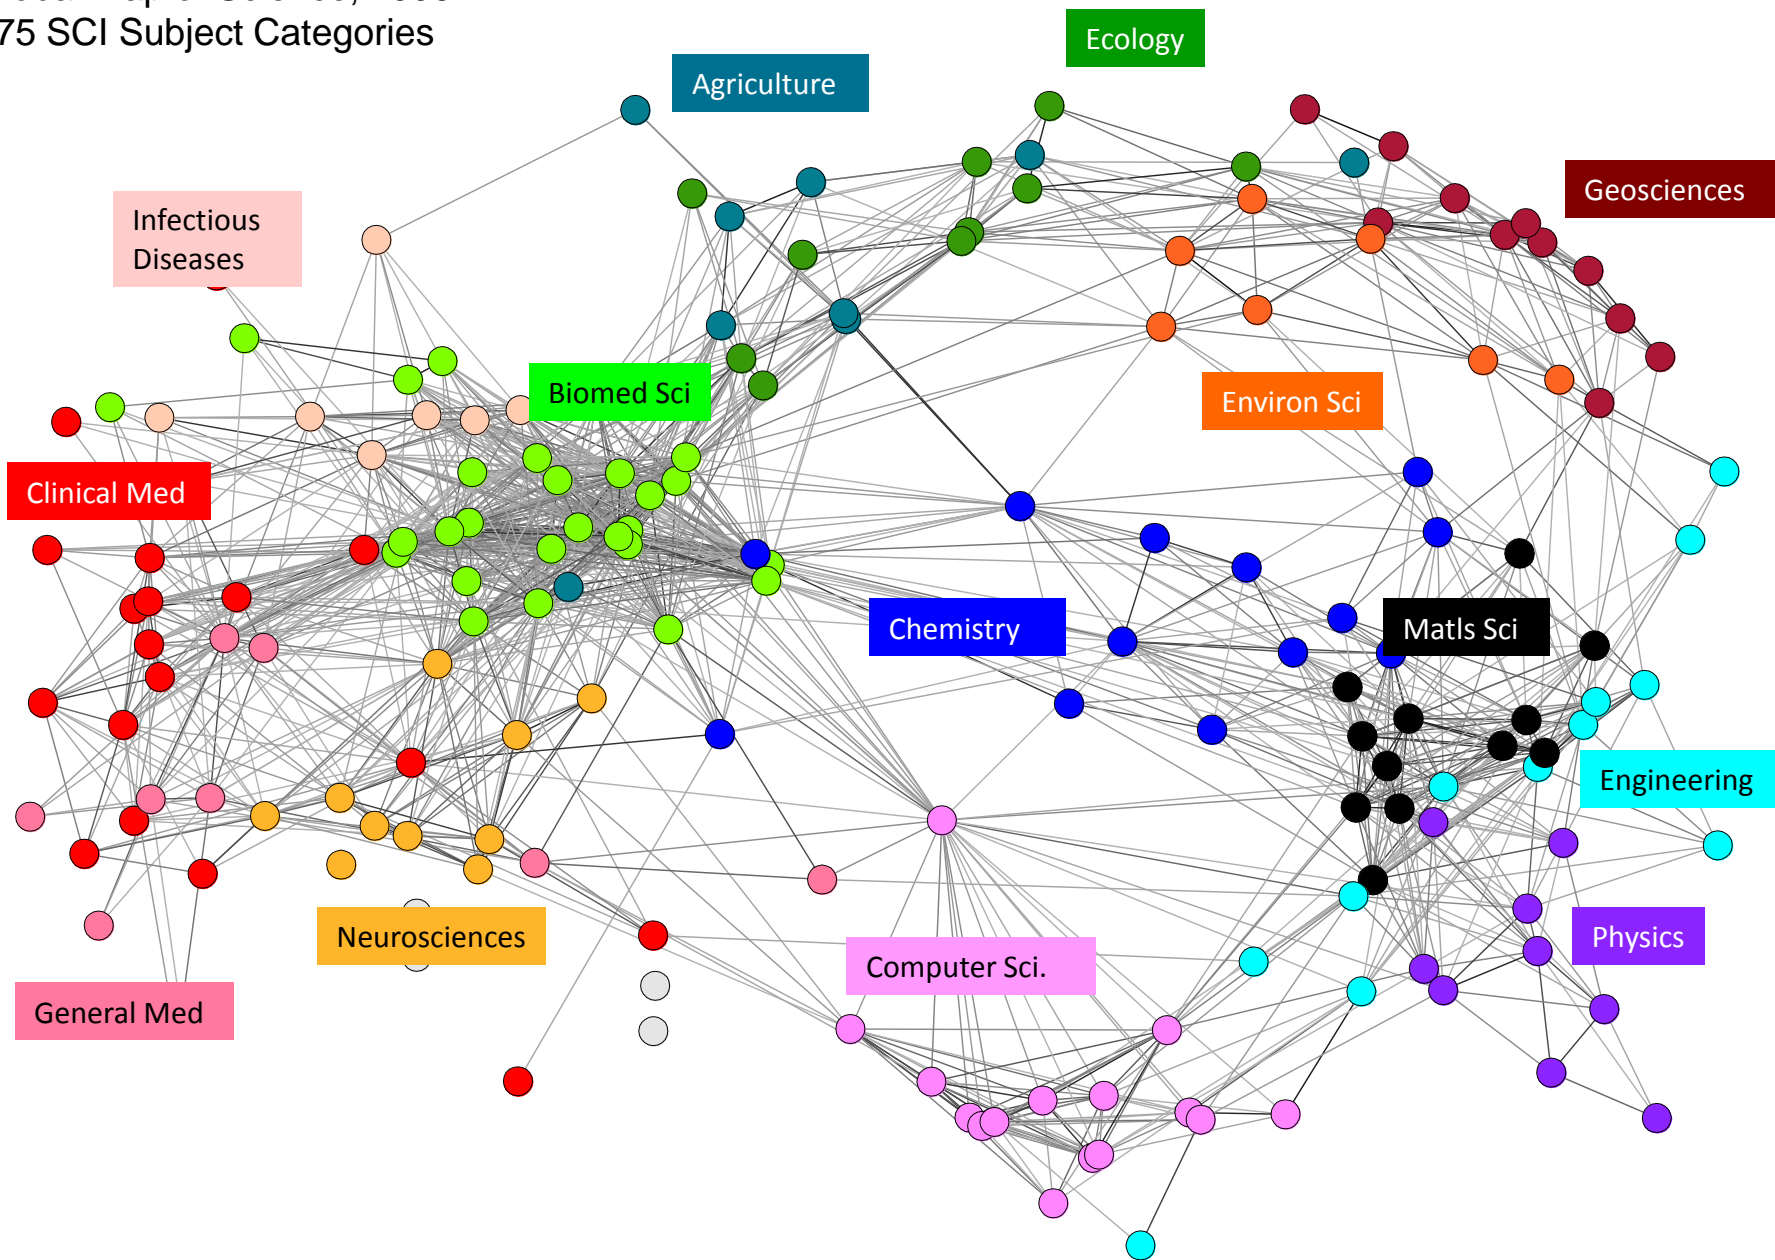 75 SCI Subject Categories
Ecology
Agriculture
Geosciences
Infectious
Diseases
Biomed Sci
Environ Sci
Clinical Med
Chemistry
Matls Sci
Engineering
Neurosciences
Physics
Computer Sci.
General Med